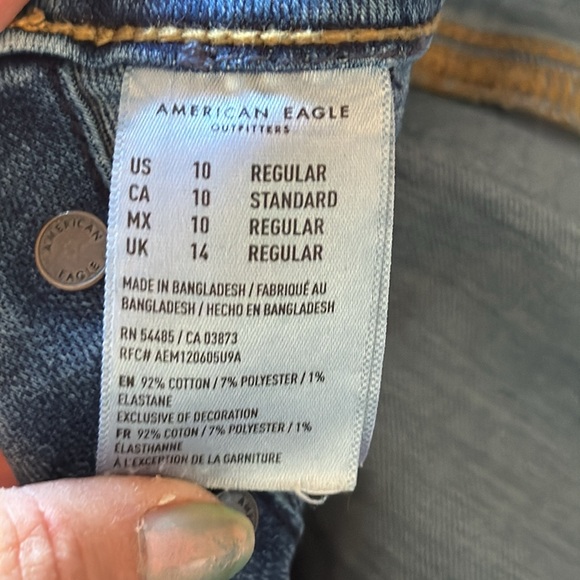 AMERICAN EAGLE
OUTFITTERS
US 10 REGULAR
CA 10 STANDARD
MX 10 REGULAR
UK 14 REGULAR
MADE IN BANGLADESH / FABRIQUÉ AU
BANGLADESH / HECHO EN BANGLADESH
RN 54485 / CA 03873
RFC# AEM120605U9A
EN 92% COTTON / 7% POLYESTER / 1%
ELASTANE
EXCLUSIVE OF DECORATION
FR 92% COTON / 7% POLYESTER / 1%
ÉLASTHANNE
À L'EXCEPTION DE LA GARNITURE
AMERICAN
EAGLE